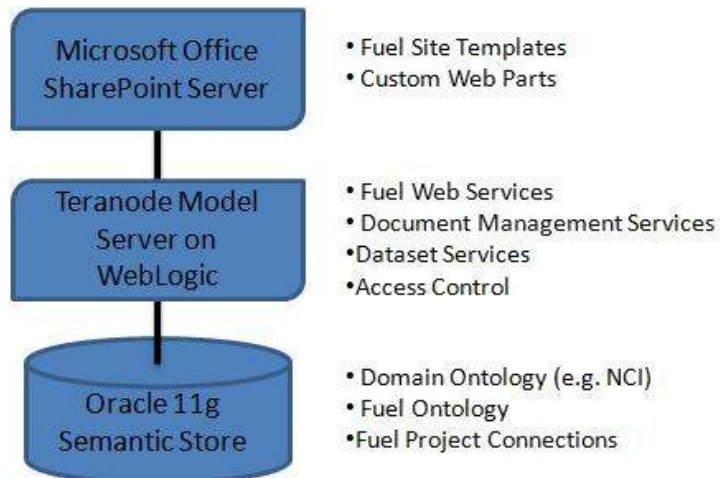 Microsoft Office
SharePoint Server
• Fuel Site Templates
• Custom Web Parts
Teranode Model
Server on
WebLogic
• Fuel Web Services
• Document Management Services
•Dataset Services
•Access Control
Oracle 11g
Semantic Store
• Domain Ontology (e.g. NCI)
• Fuel Ontology
•Fuel Project Connections